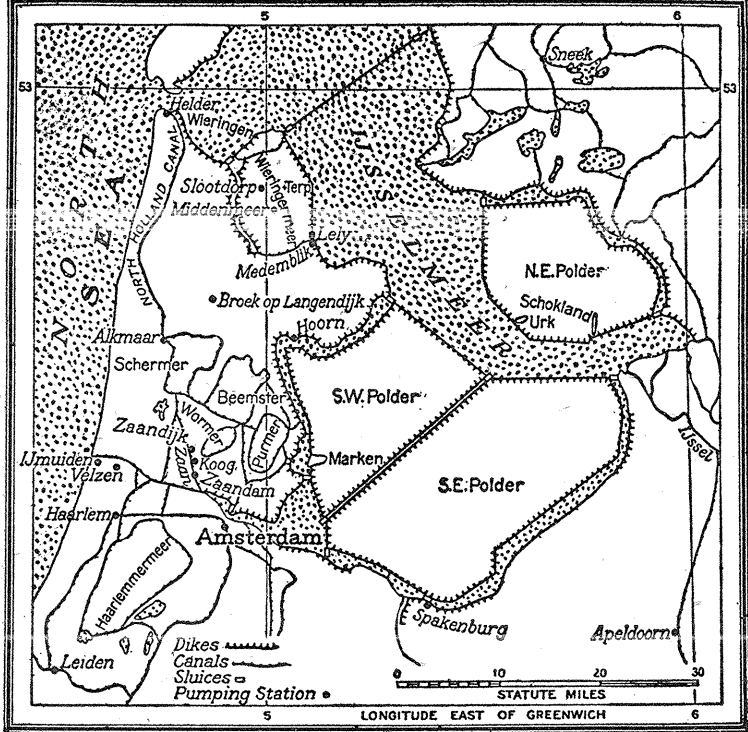 5
6
53
53
Sneek
Helder
Wieringen
NORTH SEA
IJSSELMEER
NORTH HOLLAND CANAL
Wieringermeer
Slootdorp
Terp
Middenmeer
Lely
Medemblik
N.E. Polder
Schokland
Urk
Broek op Langendijk
Hoorn
Alkmaar
Schermer
Beemster
S.W. Polder
Wormer
Zaandijk
Purmer
Zaan
Koog
Zaandam
Marken
IJssel
IJmuiden
Velzen
S.E. Polder
Haarlem
Amsterdam
Haarlemmermeer
Spakenburg
Apeldoorn
Leiden
Dikes
Canals
Sluices
Pumping Station
0 10 20 30
STATUTE MILES
5
6
LONGITUDE EAST OF GREENWICH